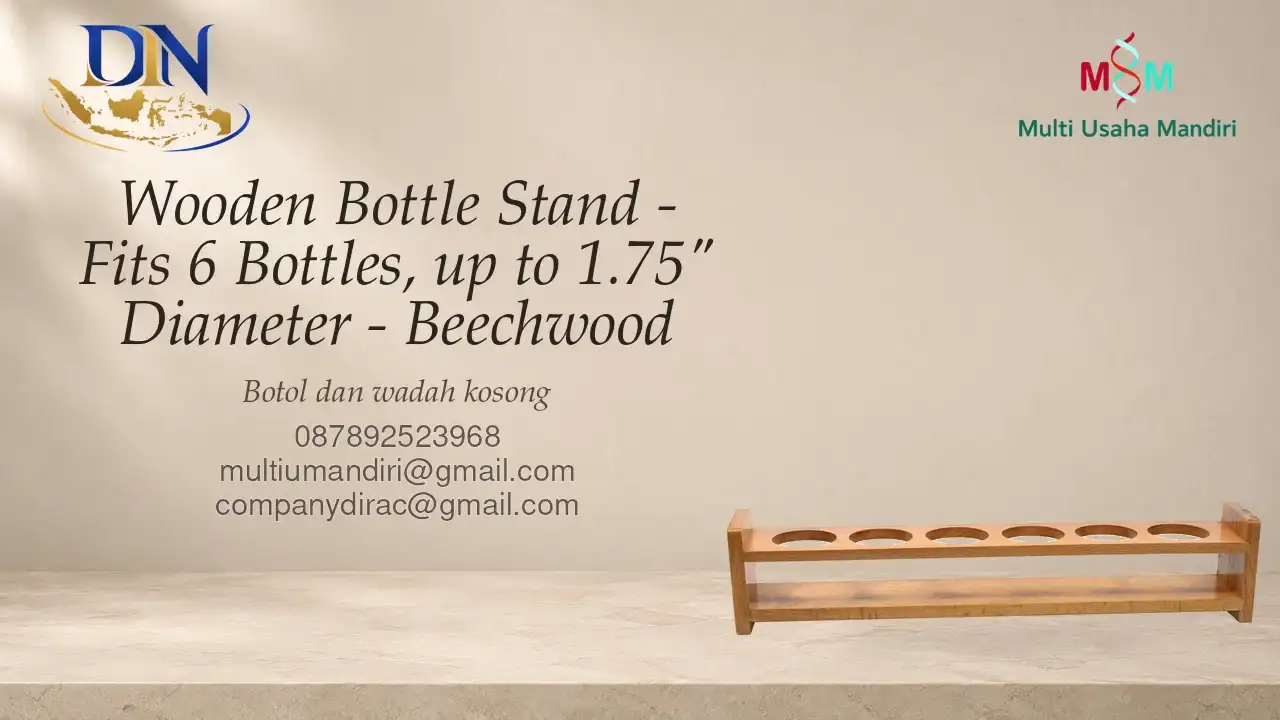 DN
MSM
Multi Usaha Mandiri
Wooden Bottle Stand -
Fits 6 Bottles, up to 1.75"
Diameter - Beechwood
Botol dan wadah kosong
087892523968
multiumandiri@gmail.com
companydirac@gmail.com